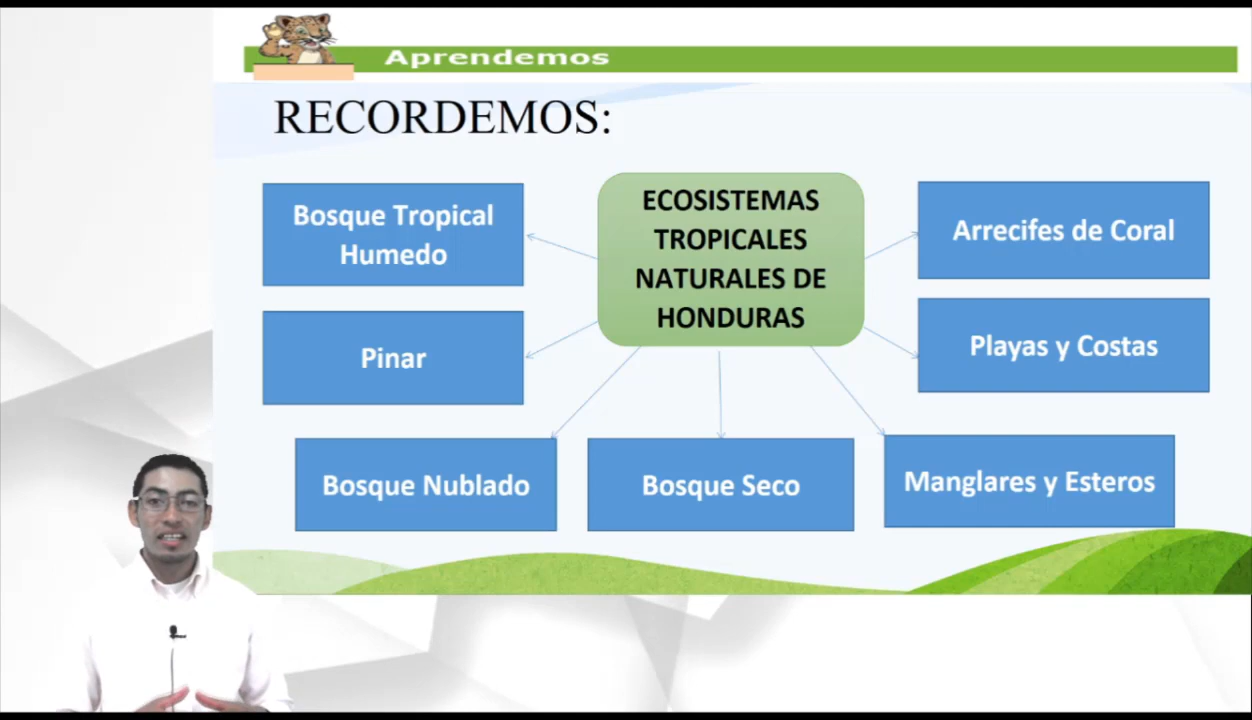 Aprendemos
RECORDEMOS:
ECOSISTEMAS
TROPICALES
NATURALES DE
HONDURAS
Bosque Tropical
Humedo
Pinar
Bosque Nublado
Bosque Seco
Manglares y Esteros
Playas y Costas
Arrecifes de Coral